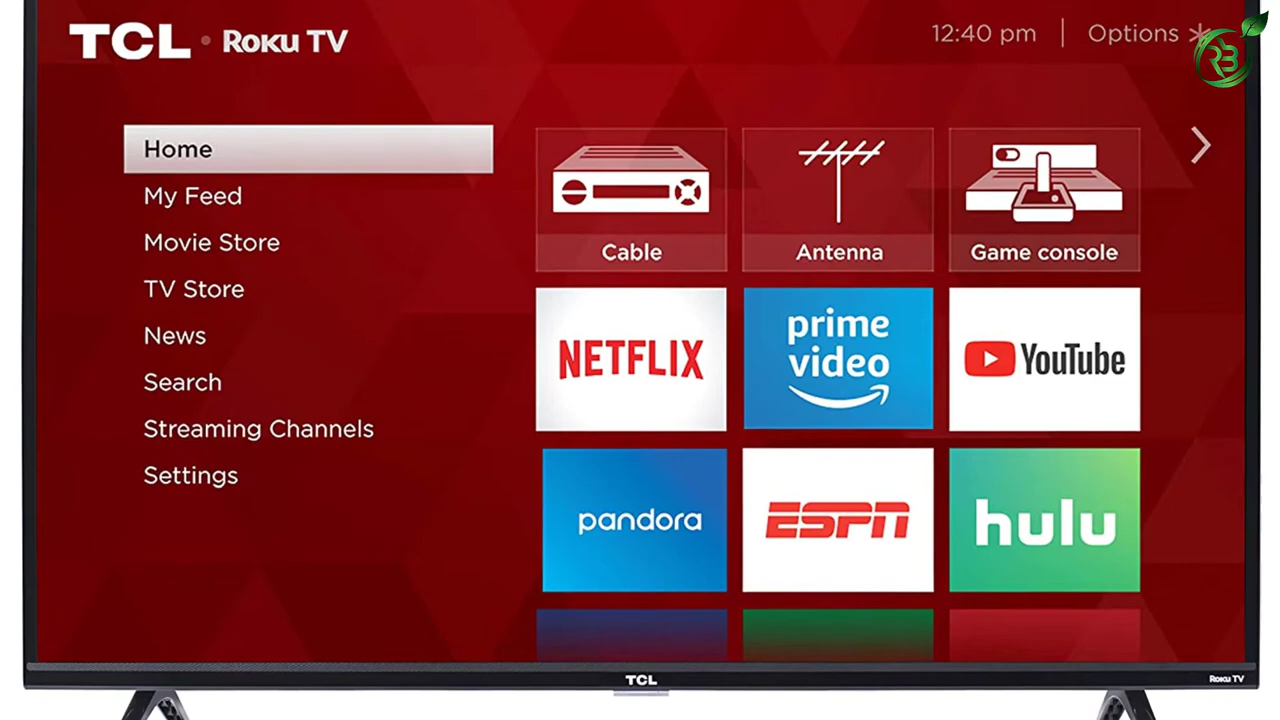 TCL • Roku TV
12:40 pm | Options *
RB
Home
My Feed
Movie Store
TV Store
News
Search
Streaming Channels
Settings
Cable
Antenna
Game console
NETFLIX
prime
video
YouTube
pandora
ESPN
hulu
TCL
Roku TV